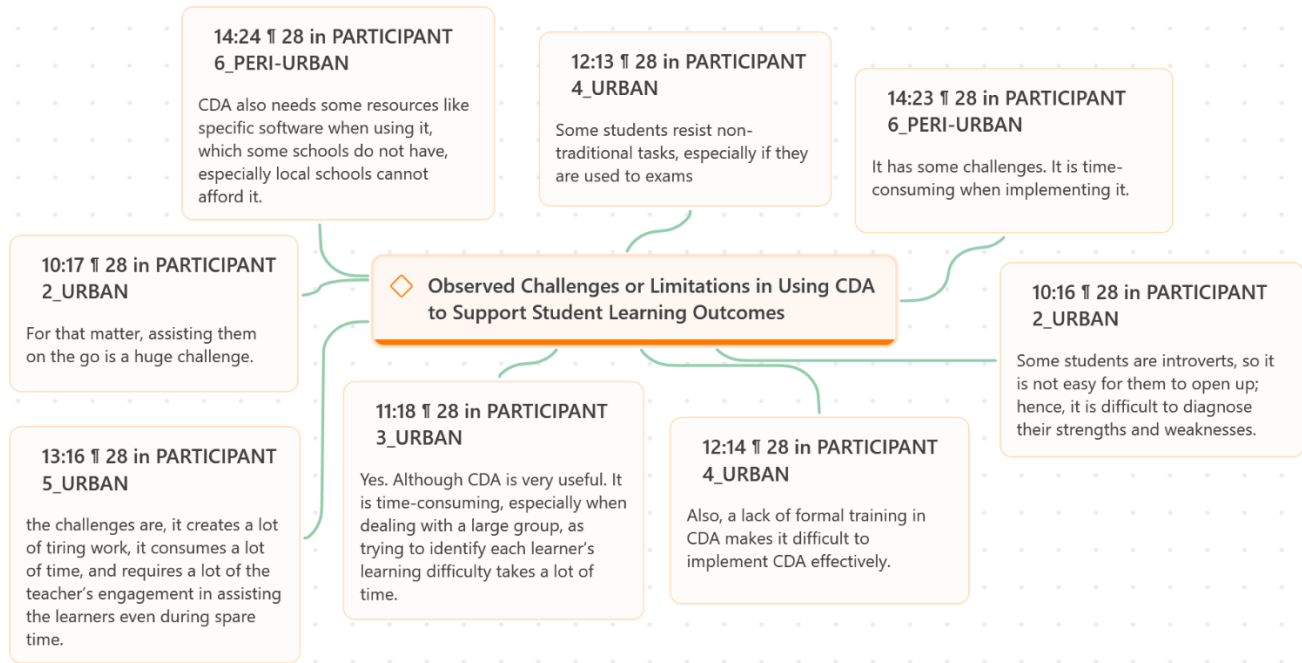 14:24 ¶ 28 in PARTICIPANT
6_PERI-URBAN
CDA also needs some resources like
specific software when using it,
which some schools do not have,
especially local schools cannot
afford it.
12:13 ¶ 28 in PARTICIPANT
4_URBAN
Some students resist non-
traditional tasks, especially if they
are used to exams
14:23 ¶ 28 in PARTICIPANT
6_PERI-URBAN
It has some challenges. It is time-
consuming when implementing it.
10:17 ¶ 28 in PARTICIPANT
2_URBAN
For that matter, assisting them
on the go is a huge challenge.
Observed Challenges or Limitations in Using CDA
to Support Student Learning Outcomes
10:16 ¶ 28 in PARTICIPANT
2_URBAN
Some students are introverts, so it
is not easy for them to open up;
hence, it is difficult to diagnose
their strengths and weaknesses.
13:16 ¶ 28 in PARTICIPANT
5_URBAN
the challenges are, it creates a lot
of tiring work, it consumes a lot
of time, and requires a lot of the
teacher's engagement in assisting
the learners even during spare
time.
11:18 ¶ 28 in PARTICIPANT
3_URBAN
Yes. Although CDA is very useful. It
is time-consuming, especially when
dealing with a large group, as
trying to identify each learner's
learning difficulty takes a lot of
time.
12:14 ¶ 28 in PARTICIPANT
4_URBAN
Also, a lack of formal training in
CDA makes it difficult to
implement CDA effectively.